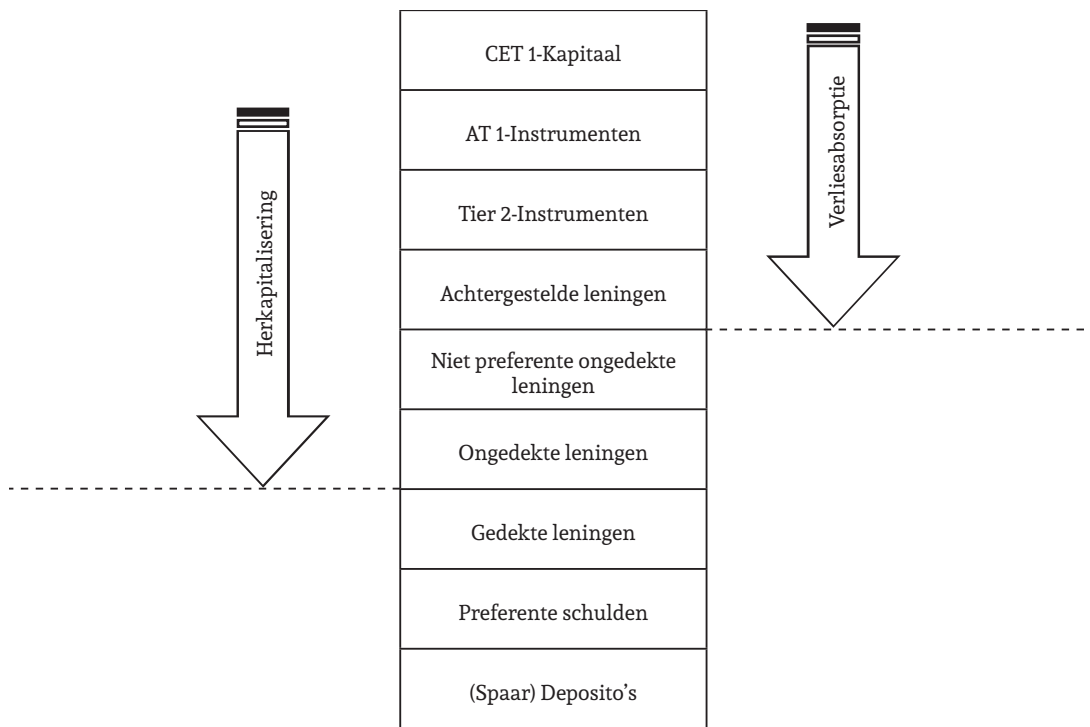 CET 1-Kapitaal
AT 1-Instrumenten
Tier 2-Instrumenten
Achtergestelde leningen
Niet preferente ongedekte
leningen
Ongedekte leningen
Gedekte leningen
Preferente schulden
(Spaar) Deposito’s
Herkapitalisering
Verliesabsorptie